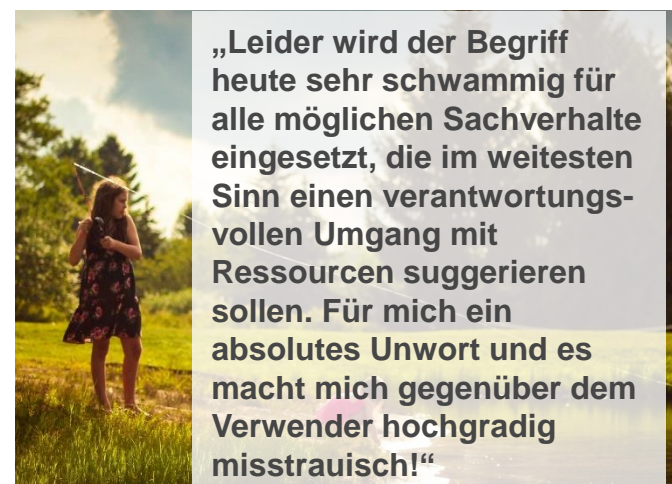 „Leider wird der Begriff
heute sehr schwammig für
alle möglichen Sachverhalte
eingesetzt, die im weitesten
Sinn einen verantwortungs-
vollen Umgang mit
Ressourcen suggerieren
sollen. Für mich ein
absolutes Unwort und es
macht mich gegenüber dem
Verwender hochgradig
misstrauisch!“